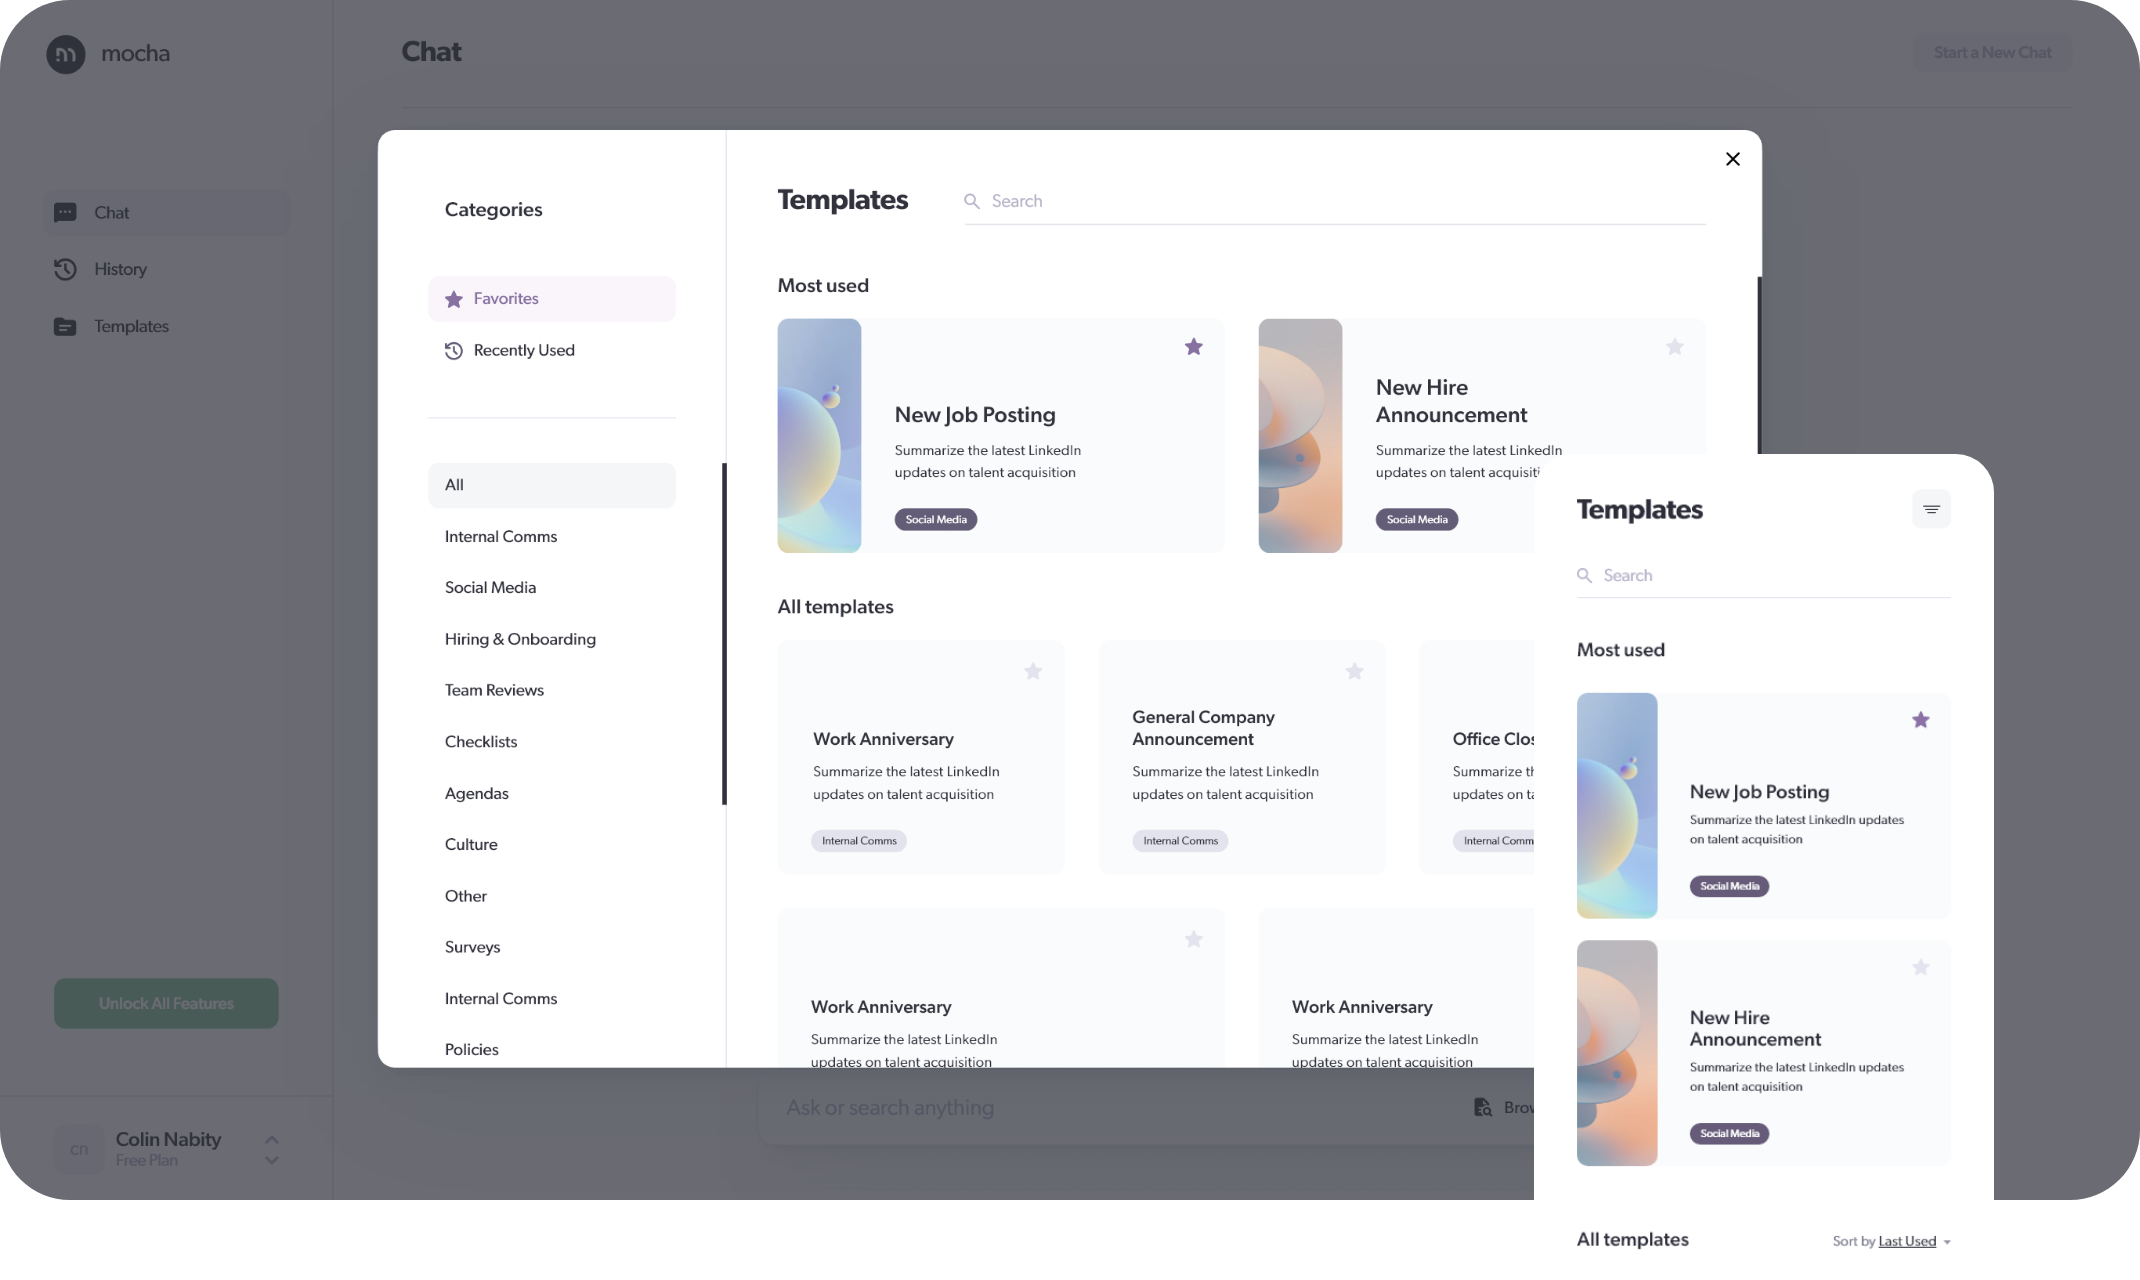 mocha
Chat
Start a New Chat
Chat
History
Templates
Unlock All Features
cn
Colin Nabity
Free Plan
Categories
Favorites
Recently Used
All
Internal Comms
Social Media
Hiring & Onboarding
Team Reviews
Checklists
Agendas
Culture
Other
Surveys
Internal Comms
Policies
Templates
Search
Most used
New Job Posting
Summarize the latest LinkedIn
updates on talent acquisition
Social Media
New Hire
Announcement
Summarize the latest LinkedIn
updates on talent acquisiti
Social Media
All templates
Work Anniversary
Summarize the latest LinkedIn
updates on talent acquisition
Internal Comms
General Company
Announcement
Summarize the latest LinkedIn
updates on talent acquisition
Internal Comms
Office Clos
Summarize th
updates on ta
Internal Comm
Work Anniversary
Summarize the latest LinkedIn
updates on talent acquisition
Work Anniversary
Summarize the latest LinkedIn
updates on talent acquisition
Ask or search anything
Brow
Templates
Search
Most used
New Job Posting
Summarize the latest LinkedIn updates
on talent acquisition
Social Media
New Hire
Announcement
Summarize the latest LinkedIn updates
on talent acquisition
Social Media
All templates
Sort by Last Used